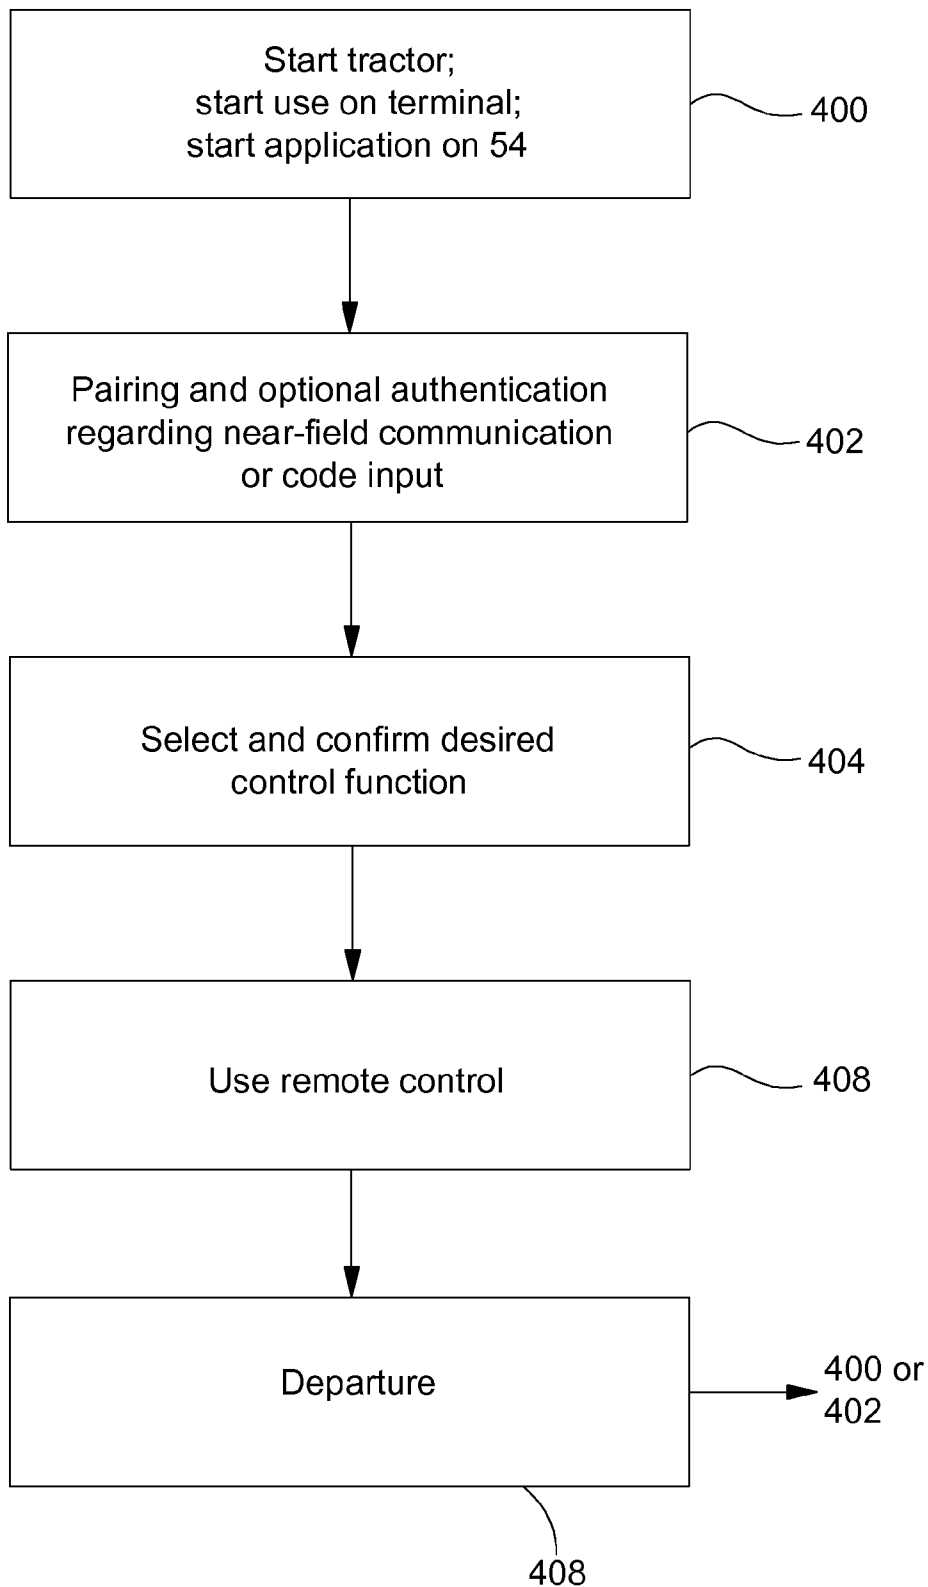 Start tractor;
start use on terminal;
start application on 54
400
Pairing and optional authentication
regarding near-field communication
or code input
402
Select and confirm desired
control function
404
Use remote control
408
Departure
400 or
402
408